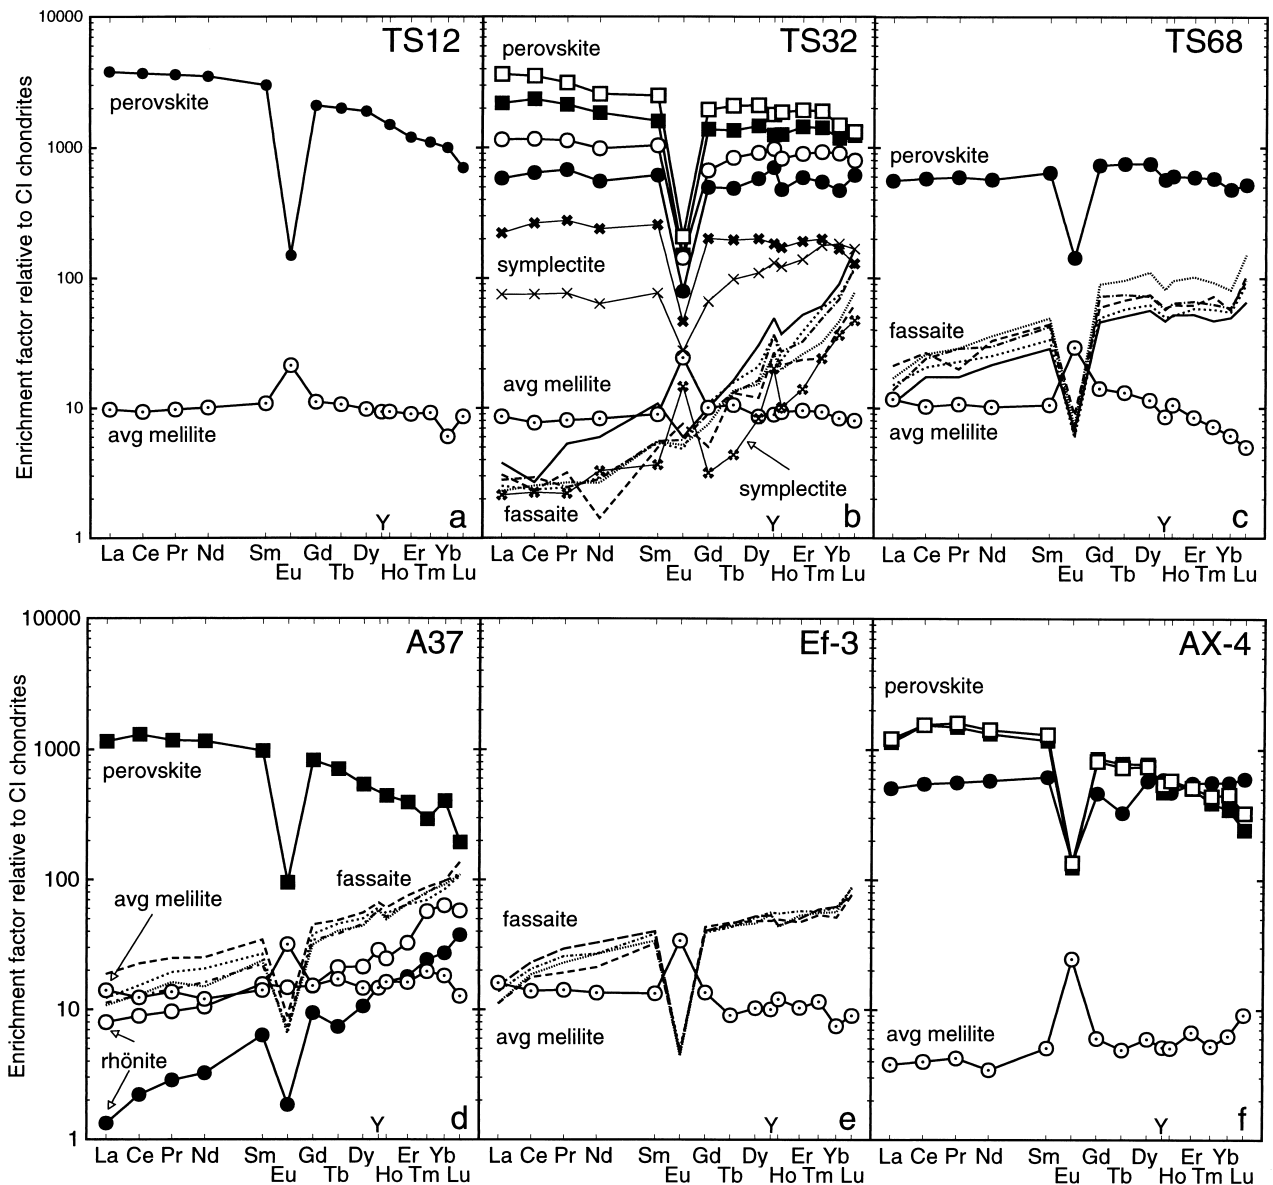 Enrichment factor relative to CI chondrites
10000
1000
100
10
1
TS12
perovskite
avg melilite
a
Y
La Ce Pr Nd Sm Gd Dy Er Yb
Eu Tb Ho Tm Lu
TS32
perovskite
symplectite
avg melilite
symplectite
fassaite
b
Y
La Ce Pr Nd Sm Gd Dy Er Yb
Eu Tb Ho Tm Lu
TS68
perovskite
fassaite
avg melilite
c
Y
La Ce Pr Nd Sm Gd Dy Er Yb
Eu Tb Ho Tm Lu
Enrichment factor relative to CI chondrites
10000
1000
100
10
1
A37
perovskite
fassaite
avg melilite
rhönite
d
Y
La Ce Pr Nd Sm Gd Dy Er Yb
Eu Tb Ho Tm Lu
Ef-3
fassaite
avg melilite
e
Y
La Ce Pr Nd Sm Gd Dy Er Yb
Eu Tb Ho Tm Lu
AX-4
perovskite
avg melilite
f
Y
La Ce Pr Nd Sm Gd Dy Er Yb
Eu Tb Ho Tm Lu